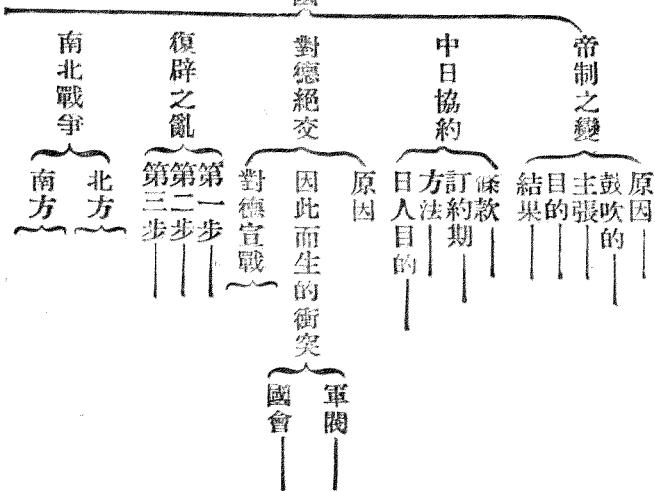 帝制之變
原因
鼓吹的
主張
目的
結果
中日協約
條款
訂約期
方法
日人目的
對德絕交
原因
因此而生的衝突
軍閥
國會
對德宣戰
復辟之亂
第一步
第二步
第三步
南北戰爭
北方
南方